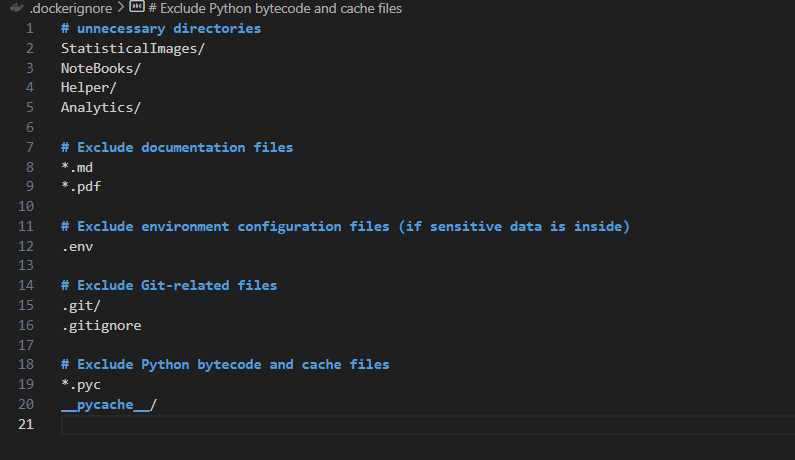 .dockerignore > abc # Exclude Python bytecode and cache files
1 # unnecessary directories
2 StatisticalImages/
3 NoteBooks/
4 Helper/
5 Analytics/
6
7 # Exclude documentation files
8 *.md
9 *.pdf
10
11 # Exclude environment configuration files (if sensitive data is inside)
12 .env
13
14 # Exclude Git-related files
15 .git/
16 .gitignore
17
18 # Exclude Python bytecode and cache files
19 *.pyc
20 __pycache__/
21